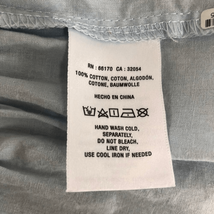 RN : 66170 CA : 32054
100% COTTON, COTON, ALGODÓN,
COTONE, BAUMWOLLE
HECHO EN CHINA
HAND WASH COLD,
SEPARATELY,
DO NOT BLEACH,
LINE DRY,
USE COOL IRON IF NEEDED